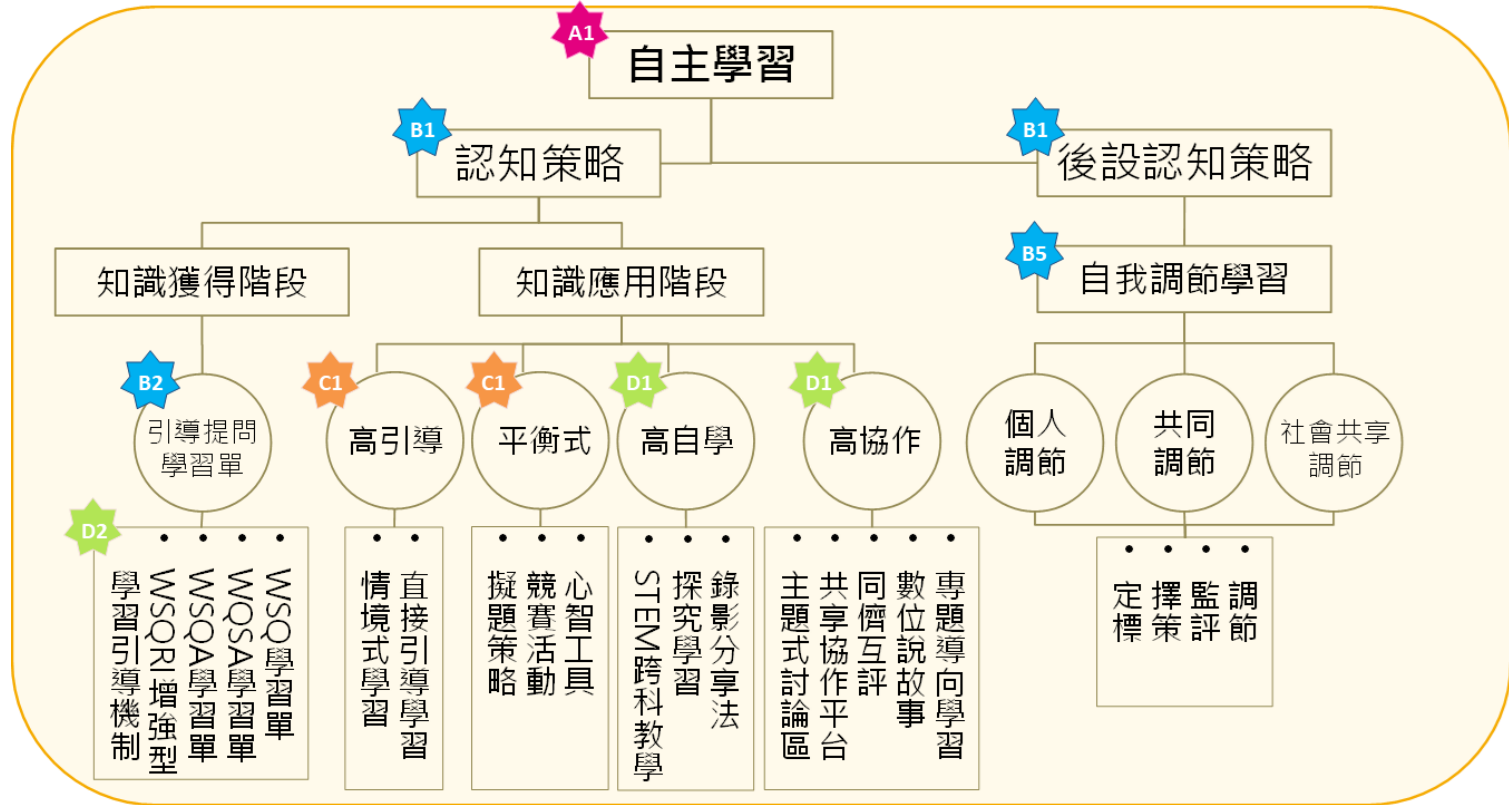 A1
自主學習
B1
認知策略
B1
後設認知策略
知識獲得階段
知識應用階段
B5
自我調節學習
B2
引導提問
學習單
C1
高引導
C1
平衡式
D1
高自學
D1
高協作
個人
調節
共同
調節
社會共享
調節
D2
• WSQ學習單
• WQSA學習單
• WSQA學習單
• WSQRI增強型
學習引導機制
• 直接引導學習
• 情境式學習
• 心智工具
• 競賽活動
• 擬題策略
• 錄影分享法
• 探究學習
• STEM跨科教學
• 專題導向學習
• 數位說故事
• 同儕互評
• 共享協作平台
• 主題式討論區
• 調節
• 監評
• 擇策
• 定標